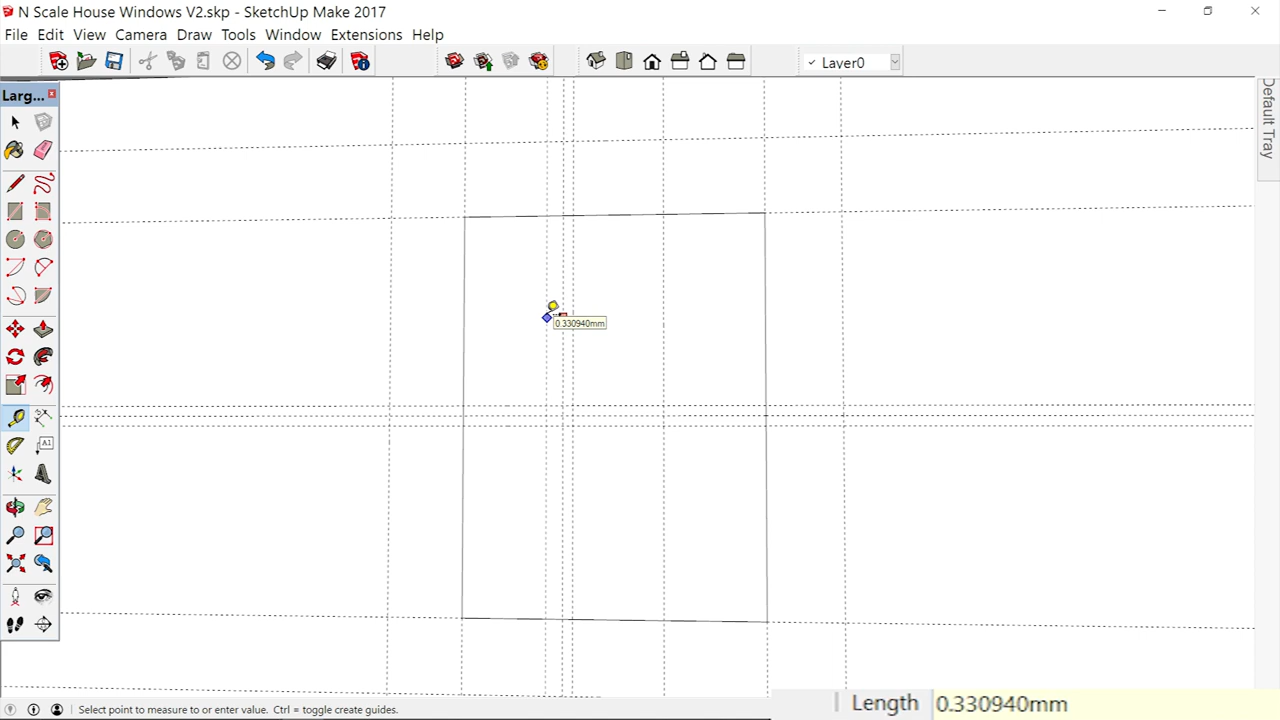 N Scale House Windows V2.skp - SketchUp Make 2017
File Edit View Camera Draw Tools Window Extensions Help
Layer0
Larg...
Default Tray
0.330940mm
A1
Select point to measure to or enter value. Ctrl = toggle create guides.
Length 0.330940mm